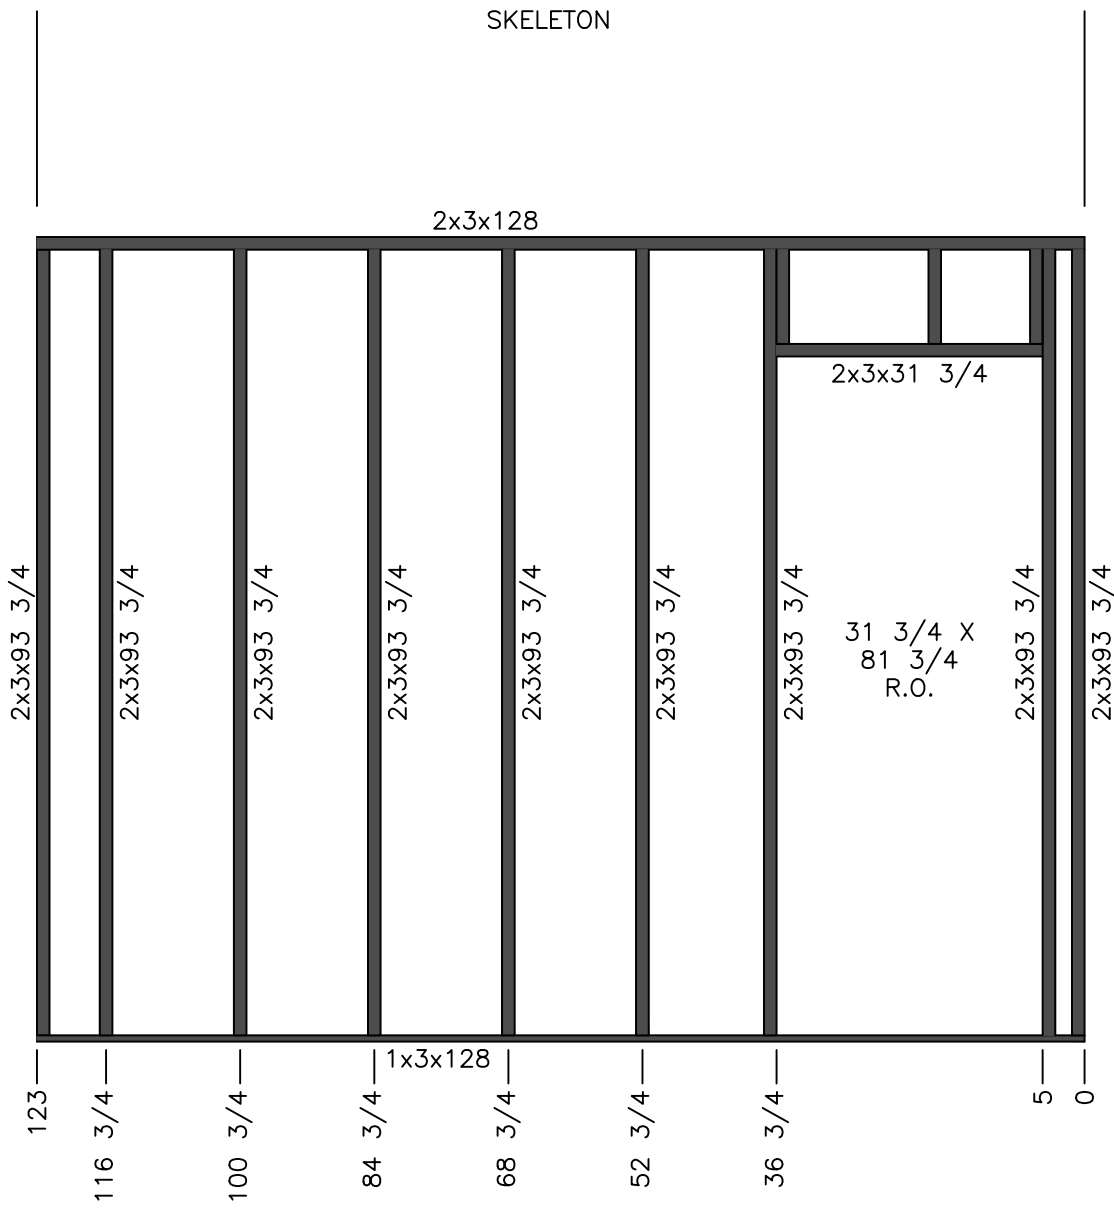 SKELETON
2x3x128
2x3x31 3/4
2x3x93 3/4
2x3x93 3/4
2x3x93 3/4
2x3x93 3/4
2x3x93 3/4
2x3x93 3/4
2x3x93 3/4
31 3/4 X
81 3/4
R.O.
2x3x93 3/4
2x3x93 3/4
1x3x128
123
116 3/4
100 3/4
84 3/4
68 3/4
52 3/4
36 3/4
5
0